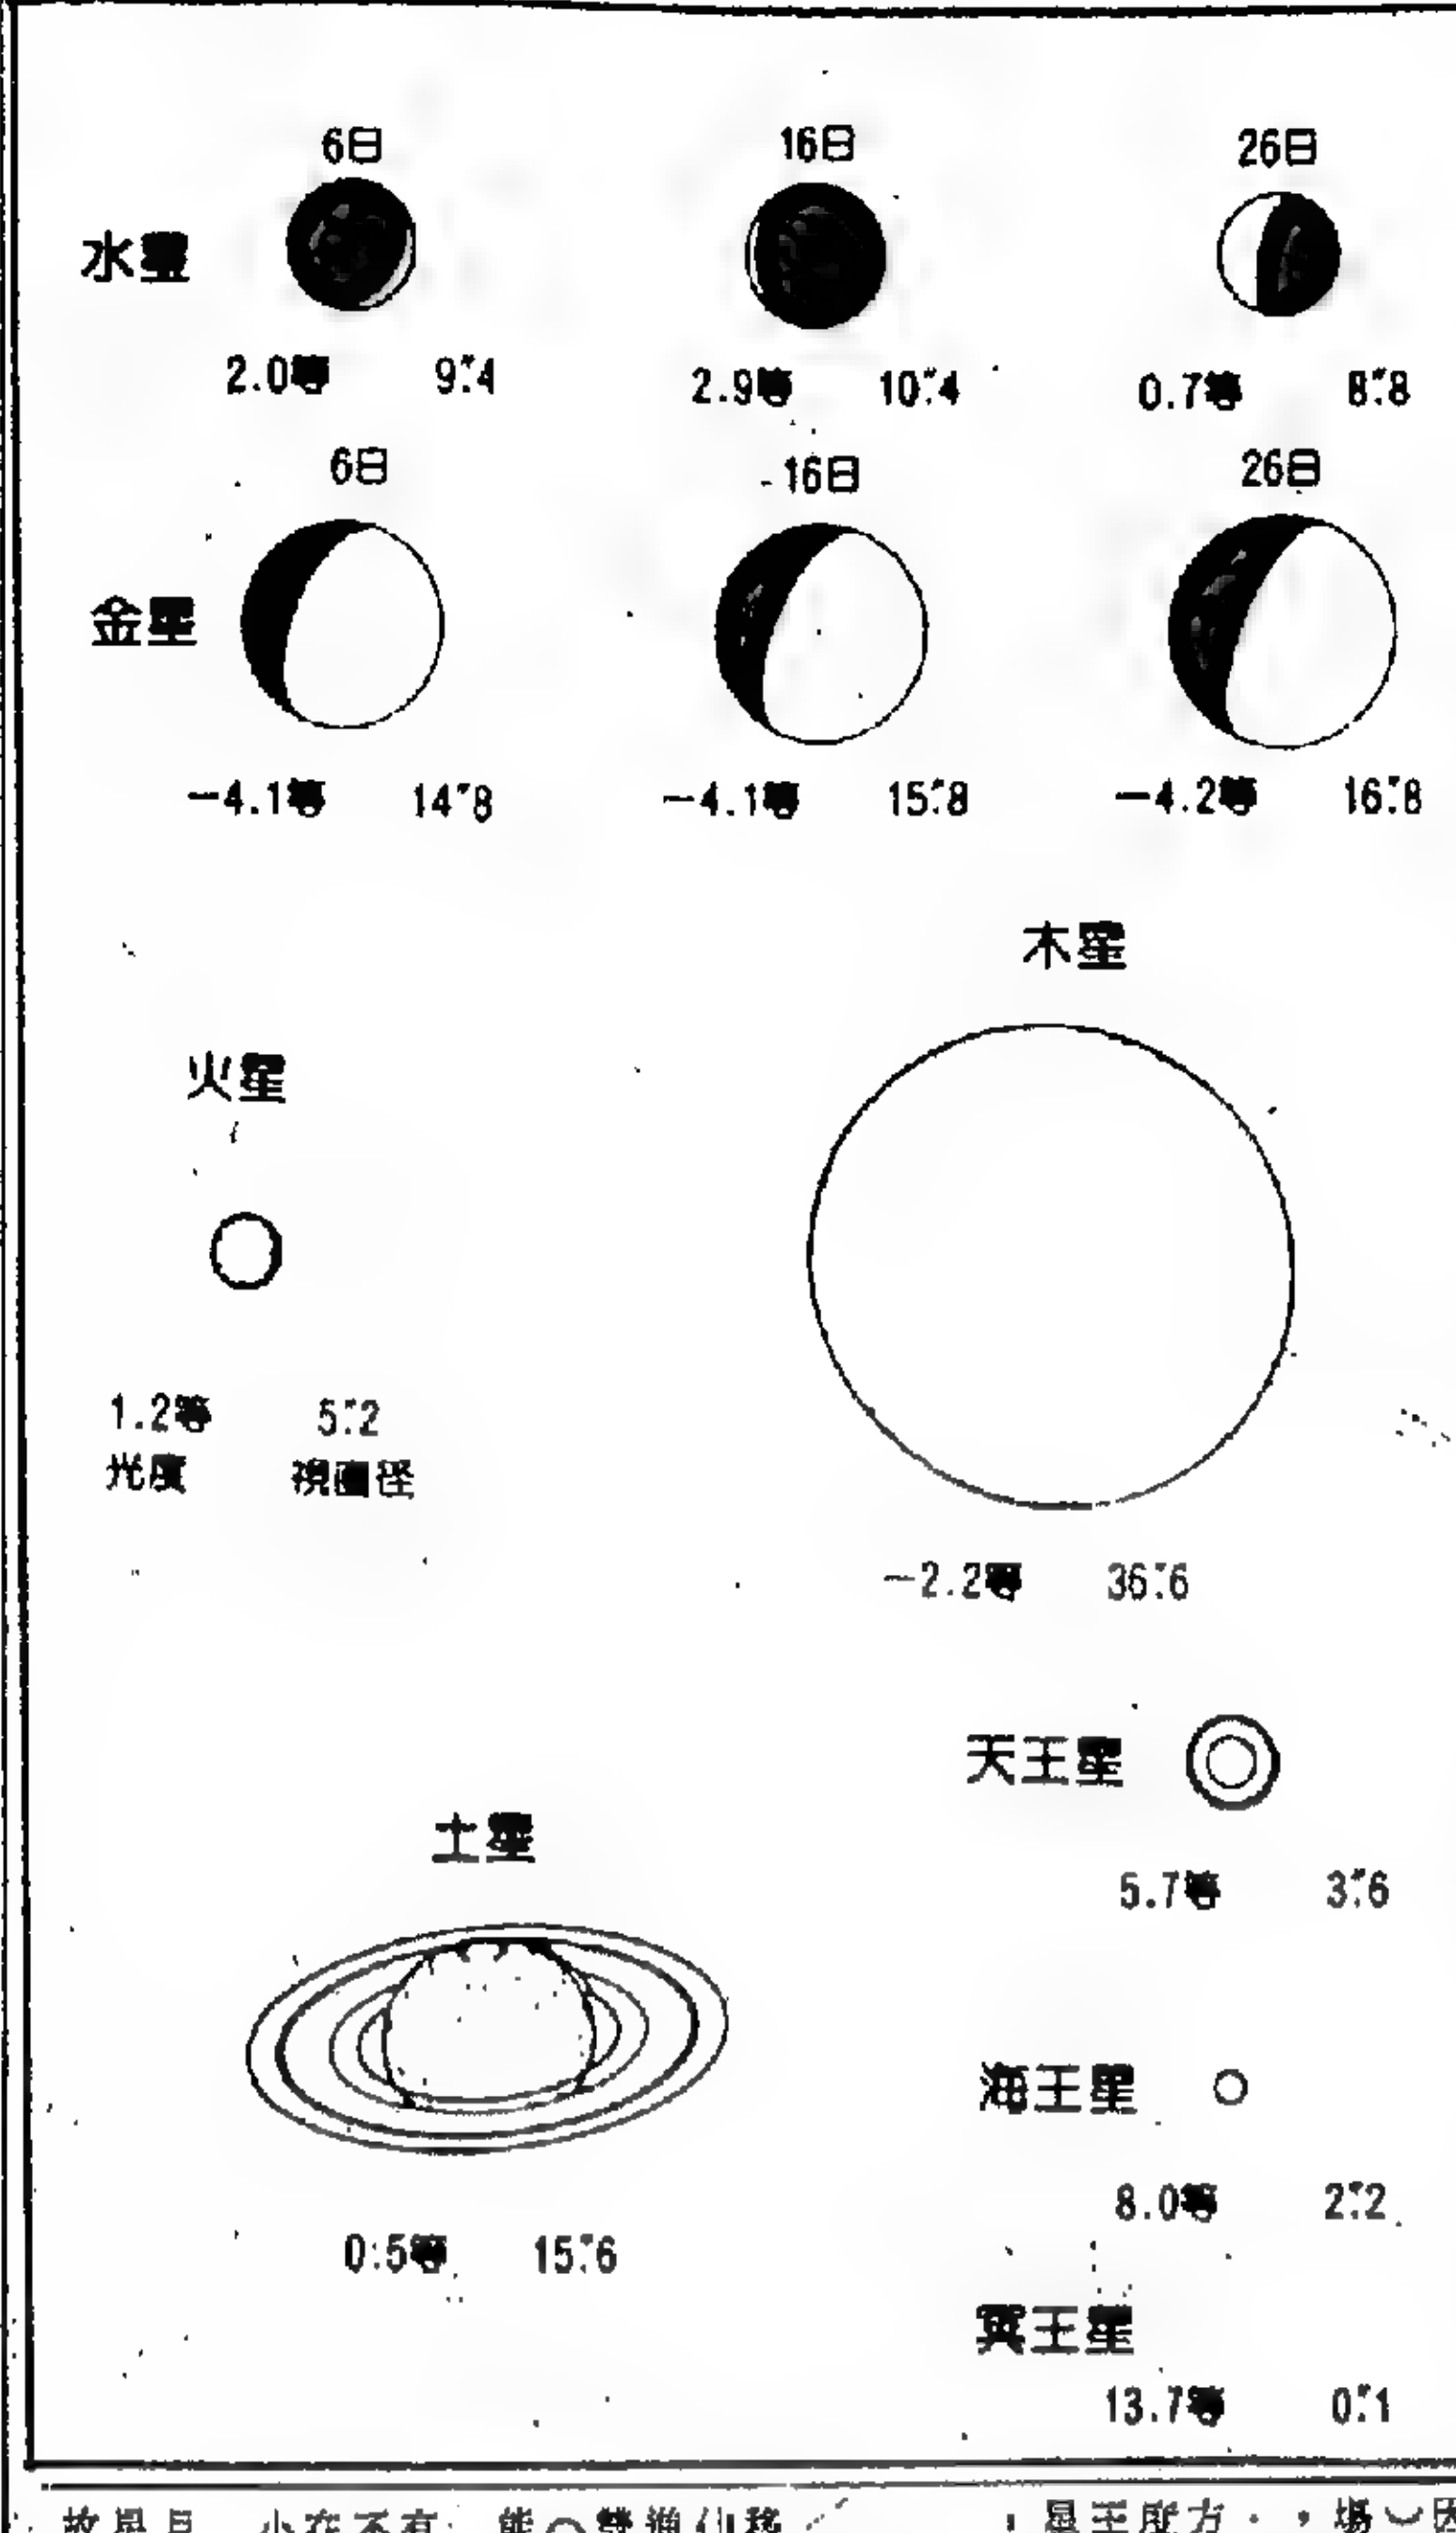 6日 16日 26日
水星
2.0等 9″.4 2.9等 10″.4 0.7等 8″.8
6日 16日 26日
金星
-4.1等 14″.8 -4.1等 15″.8 -4.2等 16″.8
木星
火星
1.2等 5″.2
光度 視直径
-2.2等 36″.6
天王星
5.7等 3″.6
土星
海王星
8.0等 2″.2
0.5等 15″.6
冥王星
13.7等 0″.1